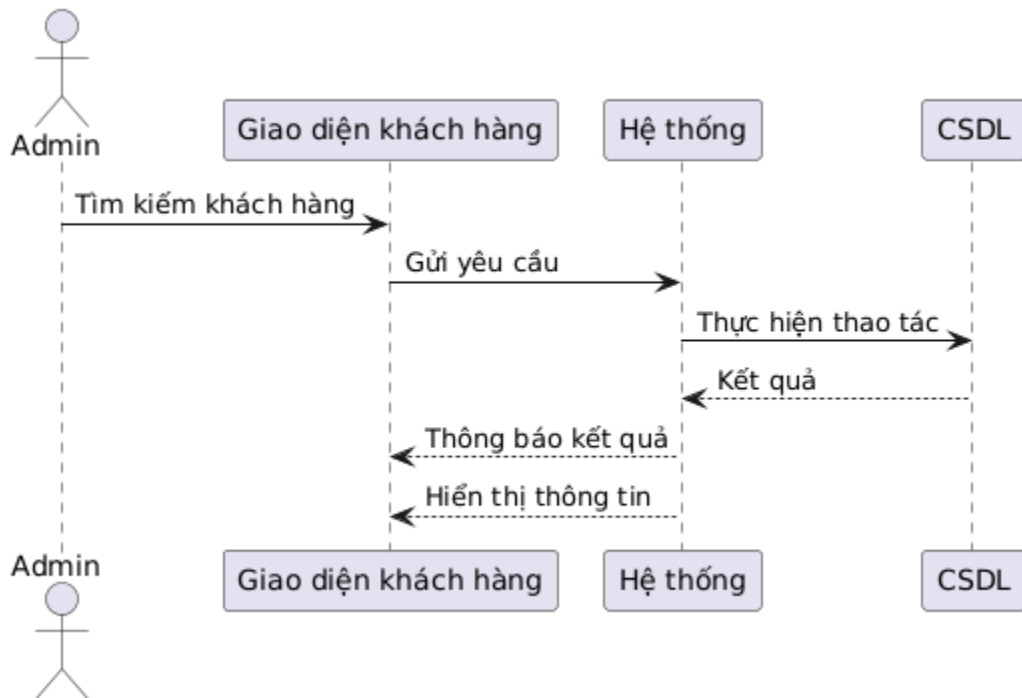 Admin
Giao diện khách hàng
Hệ thống
CSDL
Tìm kiếm khách hàng
Gửi yêu cầu
Thực hiện thao tác
Kết quả
Thông báo kết quả
Hiển thị thông tin
Admin
Giao diện khách hàng
Hệ thống
CSDL